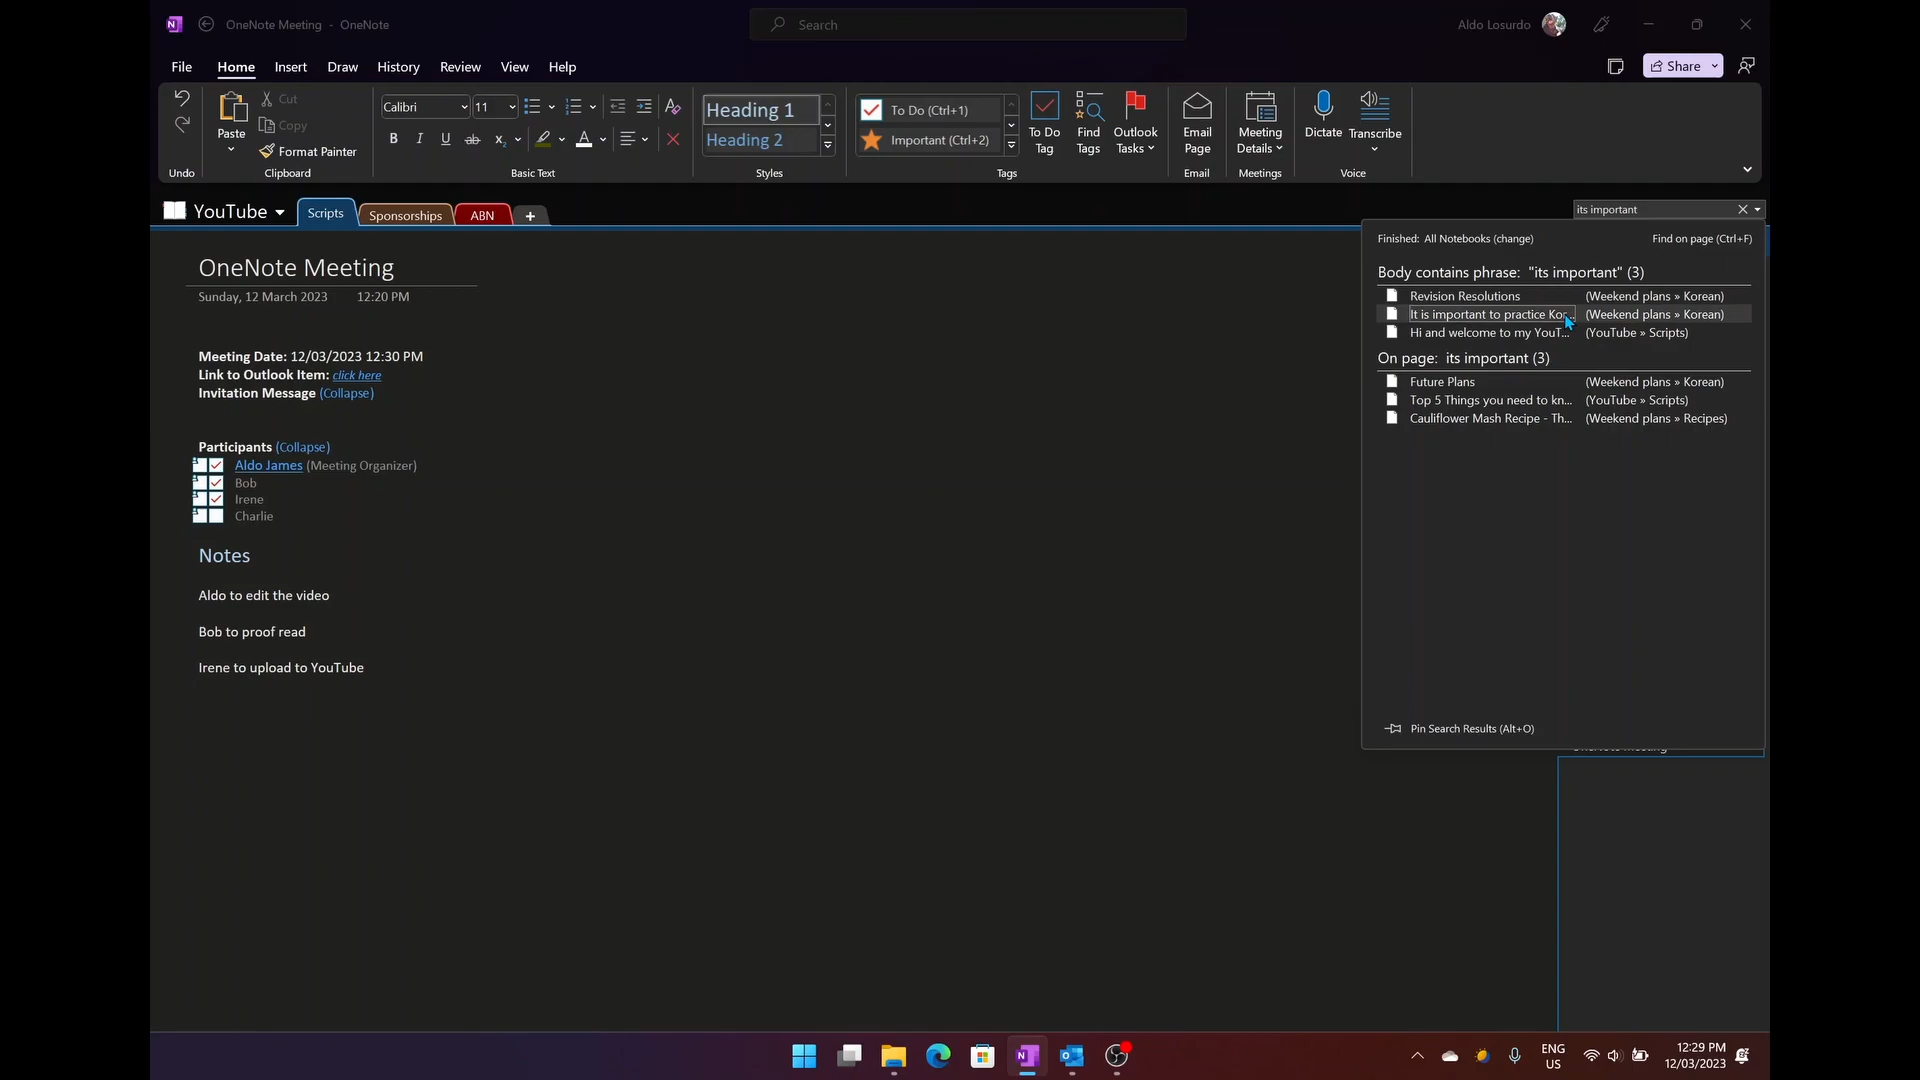 OneNote Meeting - OneNote
Search
Aldo Losurdo
File Home Insert Draw History Review View Help
Share
Paste
Cut
Copy
Format Painter
Calibri 11
Heading 1
Heading 2
To Do (Ctrl+1)
Important (Ctrl+2)
To Do Tag
Find Tags
Outlook Tasks
Email Page
Meeting Details
Dictate
Transcribe
Undo Clipboard Basic Text Styles Tags Email Meetings Voice
YouTube Scripts Sponsorships ABN +
its important
Finished: All Notebooks (change) Find on page (Ctrl+F)
Body contains phrase: "its important" (3)
Revision Resolutions (Weekend plans » Korean)
It is important to practice Kor... (Weekend plans » Korean)
Hi and welcome to my YouT... (YouTube » Scripts)
On page: its important (3)
Future Plans (Weekend plans » Korean)
Top 5 Things you need to kn... (YouTube » Scripts)
Cauliflower Mash Recipe - Th... (Weekend plans » Recipes)
Pin Search Results (Alt+O)
OneNote Meeting
OneNote Meeting
Sunday, 12 March 2023 12:20 PM
Meeting Date: 12/03/2023 12:30 PM
Link to Outlook Item: click here
Invitation Message (Collapse)
Participants (Collapse)
Aldo James (Meeting Organizer)
Bob
Irene
Charlie
Notes
Aldo to edit the video
Bob to proof read
Irene to upload to YouTube
ENG
US
12:29 PM
12/03/2023